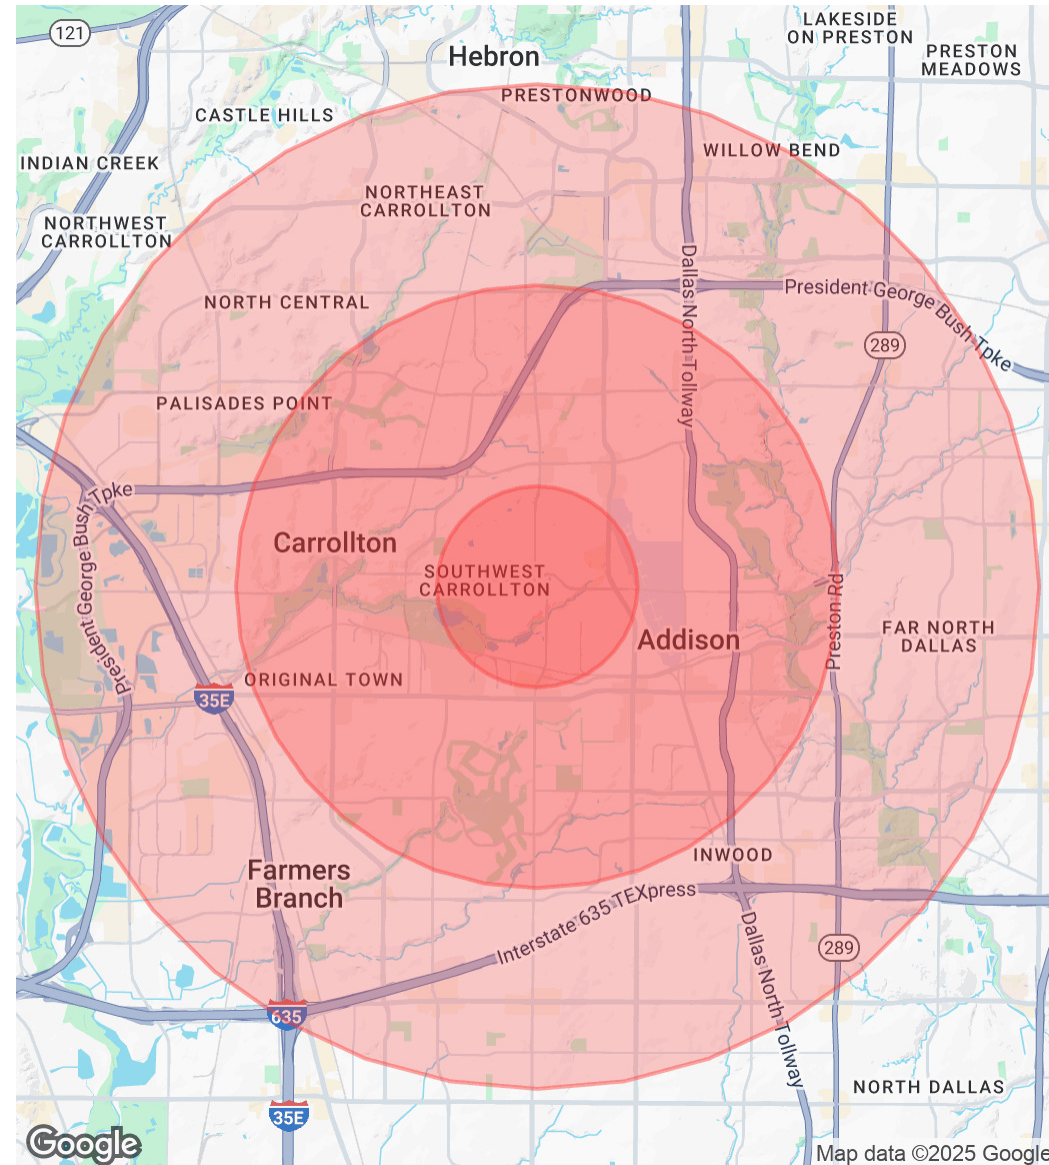 121
LAKESIDE
ON PRESTON
Hebron
PRESTON
MEADOWS
PRESTONWOOD
CASTLE HILLS
WILLOW BEND
INDIAN CREEK
NORTHEAST
CARROLLTON
NORTHWEST
CARROLLTON
Dallas North Tollway
President George Bush Tpke
NORTH CENTRAL
289
PALISADES POINT
President George Bush Tpke
Carrollton
SOUTHWEST
CARROLLTON
Preston Rd
Addison
FAR NORTH
DALLAS
ORIGINAL TOWN
35E
INWOOD
Farmers
Branch
Interstate 635 TEXpress
Dallas North Tollway
289
635
NORTH DALLAS
35E
Google
Map data ©2025 Google